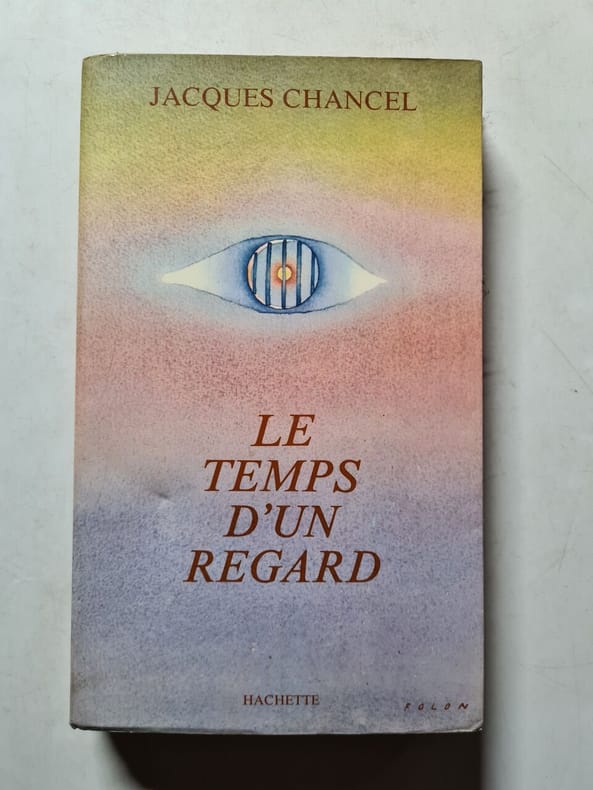 JACQUES CHANCEL
LE
TEMPS
D'UN
REGARD
HACHETTE
FOLON